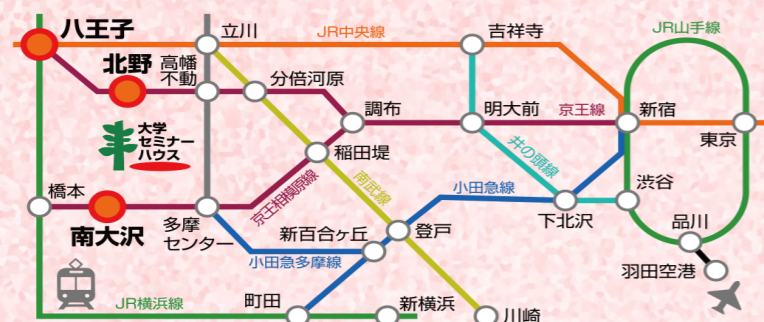 八王子
立川
JR中央線
吉祥寺
JR山手線
北野
高幡
不動
分倍河原
調布
明大前
京王線
新宿
東京
大学
セミナー
ハウス
稲田堤
井の頭線
橋本
南大沢
京王相模原線
南武線
小田急線
下北沢
渋谷
多摩
センター
新百合ヶ丘
登戸
品川
小田急多摩線
羽田空港
JR横浜線
町田
新横浜
川崎